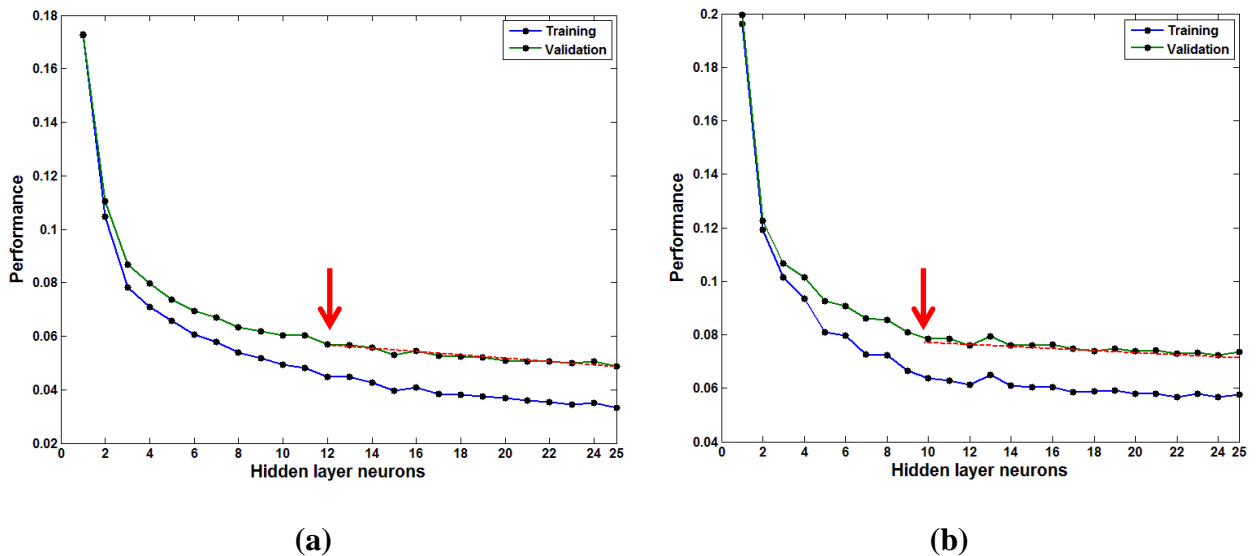 0.18
0.16
0.14
0.12
0.1
0.08
0.06
0.04
0.02
0 2 4 6 8 10 12 14 16 18 20 22 24 25
Performance
Hidden layer neurons
Training
Validation
(a)
0.2
0.18
0.16
0.14
0.12
0.1
0.08
0.06
0.04
0 2 4 6 8 10 12 14 16 18 20 22 24 25
Performance
Hidden layer neurons
Training
Validation
(b)